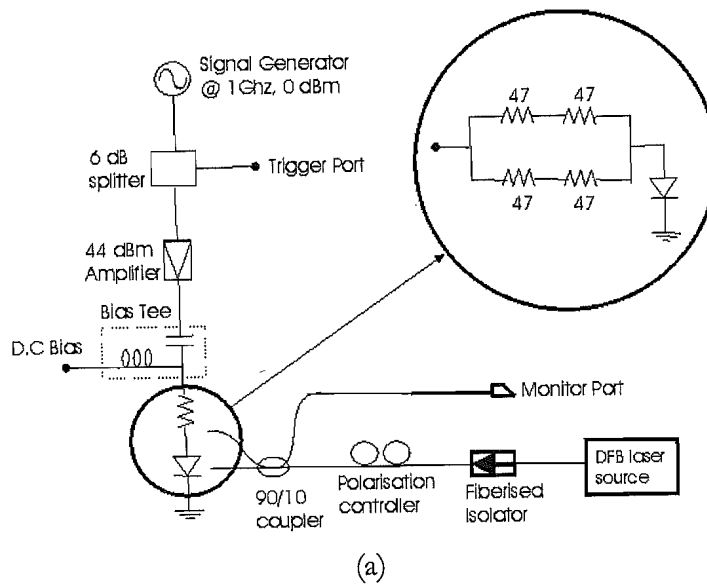 Signal Generator
@ 1Ghz, 0 dBm
47 47
47 47
6 dB
splitter
Trigger Port
44 dBm
Amplifier
Bias Tee
D.C Bias
Monitor Port
90/10
coupler
Polarisation
controller
Fiberised
Isolator
DFB laser
source
(a)